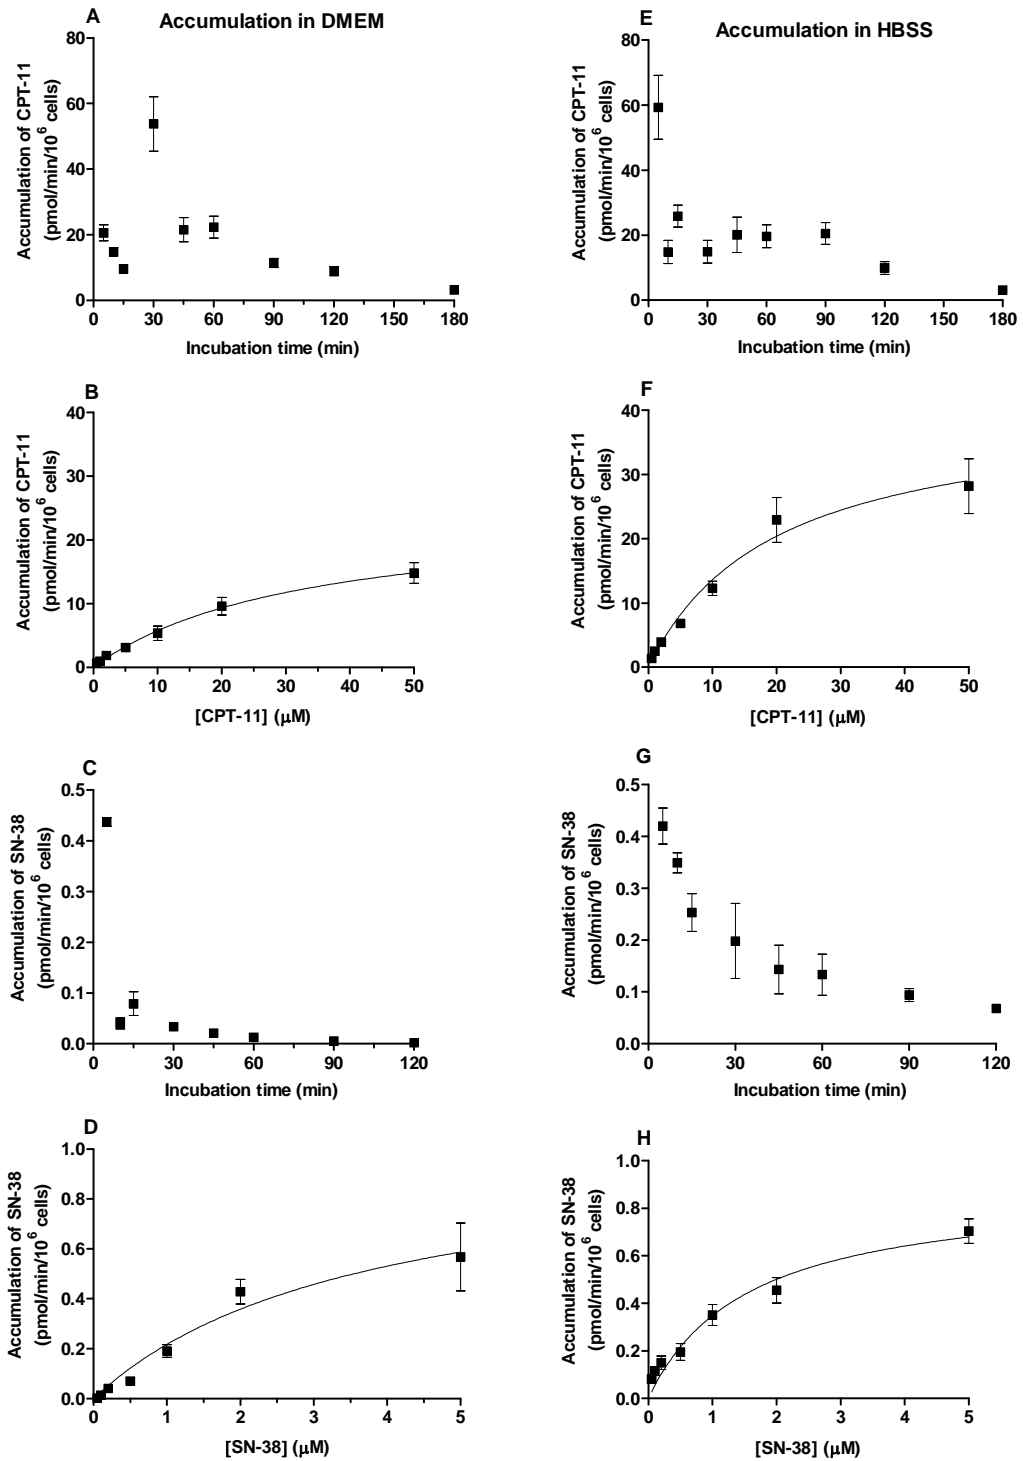 A
Accumulation in DMEM
Accumulation of CPT-11
(pmol/min/10^6 cells)
80
60
40
20
0
0 30 60 90 120 150 180
Incubation time (min)
B
Accumulation of CPT-11
(pmol/min/10^6 cells)
40
30
20
10
0
0 10 20 30 40 50
[CPT-11] (μM)
C
Accumulation of SN-38
(pmol/min/10^6 cells)
0.5
0.4
0.3
0.2
0.1
0.0
0 30 60 90 120
Incubation time (min)
D
Accumulation of SN-38
(pmol/min/10^6 cells)
1.0
0.8
0.6
0.4
0.2
0.0
0 1 2 3 4 5
[SN-38] (μM)
E
Accumulation in HBSS
Accumulation of CPT-11
(pmol/min/10^6 cells)
80
60
40
20
0
0 30 60 90 120 150 180
Incubation time (min)
F
Accumulation of CPT-11
(pmol/min/10^6 cells)
40
30
20
10
0
0 10 20 30 40 50
[CPT-11] (μM)
G
Accumulation of SN-38
(pmol/min/10^6 cells)
0.5
0.4
0.3
0.2
0.1
0.0
0 30 60 90 120
Incubation time (min)
H
Accumulation of SN-38
(pmol/min/10^6 cells)
1.0
0.8
0.6
0.4
0.2
0.0
0 1 2 3 4 5
[SN-38] (μM)